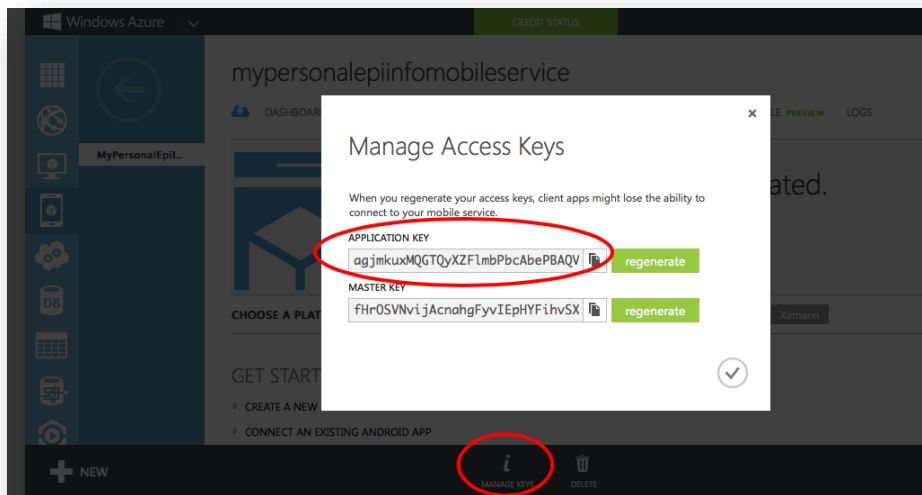 Windows Azure
CREDIT STATUS
mypersonalepiinfomobileservice
DASHBOAR
LE PREVIEW LOGS
MyPersonalEpiI...
Manage Access Keys
ated.
When you regenerate your access keys, client apps might lose the ability to
connect to your mobile service.
APPLICATION KEY
agjmkuxMQGTQyXZFlmbPbcAbePBAQV regenerate
MASTER KEY
fHrOSVNvijAcnahgFyvIEpHYFihvSX regenerate
DB
CHOOSE A PLAT
Xamarin
GET START
CREATE A NEW
CONNECT AN EXISTING ANDROID APP
NEW
MANAGE KEYS
DELETE